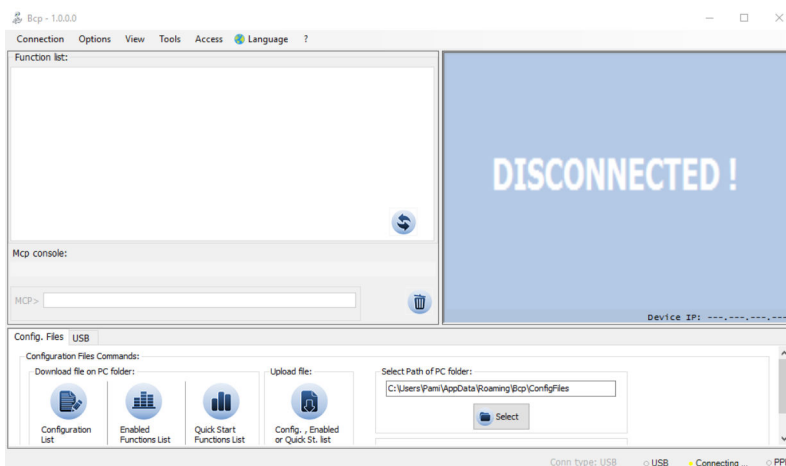 Bcp - 1.0.0.0
Connection Options View Tools Access Language ?
Function list:
DISCONNECTED !
Mcp console:
MCP>
Device IP: ---.---.---.---
Config. Files USB
Configuration Files Commands:
Download file on PC folder:
Configuration
List
Enabled
Functions List
Quick Start
Functions List
Upload file:
Config. , Enabled
or Quick St. list
Select Path of PC folder:
C:\Users\Pami\AppData\Roaming\Bcp\ConfigFiles
Select
Conn type: USB USB Connecting ...